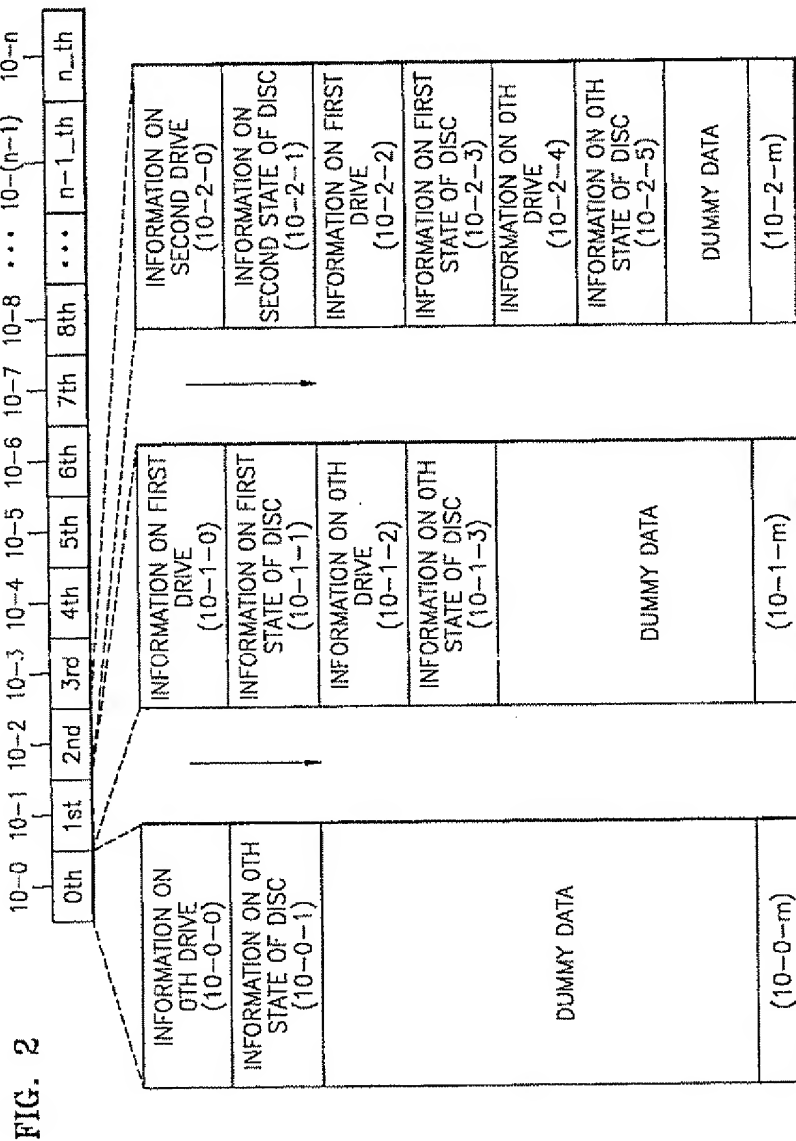 FIG. 2
10-0 10-1 10-2 10-3 10-4 10-5 10-6 10-7 10-8 ••• 10-(n-1) 10-n
0th 1st 2nd 3rd 4th 5th 6th 7th 8th ••• n-1_th n_th
INFORMATION ON
0TH DRIVE
(10-0-0)
INFORMATION ON 0TH
STATE OF DISC
(10-0-1)
DUMMY DATA
(10-0-m)
INFORMATION ON FIRST
DRIVE
(10-1-0)
INFORMATION ON FIRST
STATE OF DISC
(10-1-1)
INFORMATION ON 0TH
DRIVE
(10-1-2)
INFORMATION ON 0TH
STATE OF DISC
(10-1-3)
DUMMY DATA
(10-1-m)
INFORMATION ON
SECOND DRIVE
(10-2-0)
INFORMATION ON
SECOND STATE OF DISC
(10-2-1)
INFORMATION ON FIRST
DRIVE
(10-2-2)
INFORMATION ON FIRST
STATE OF DISC
(10-2-3)
INFORMATION ON 0TH
DRIVE
(10-2-4)
INFORMATION ON 0TH
STATE OF DISC
(10-2-5)
DUMMY DATA
(10-2-m)